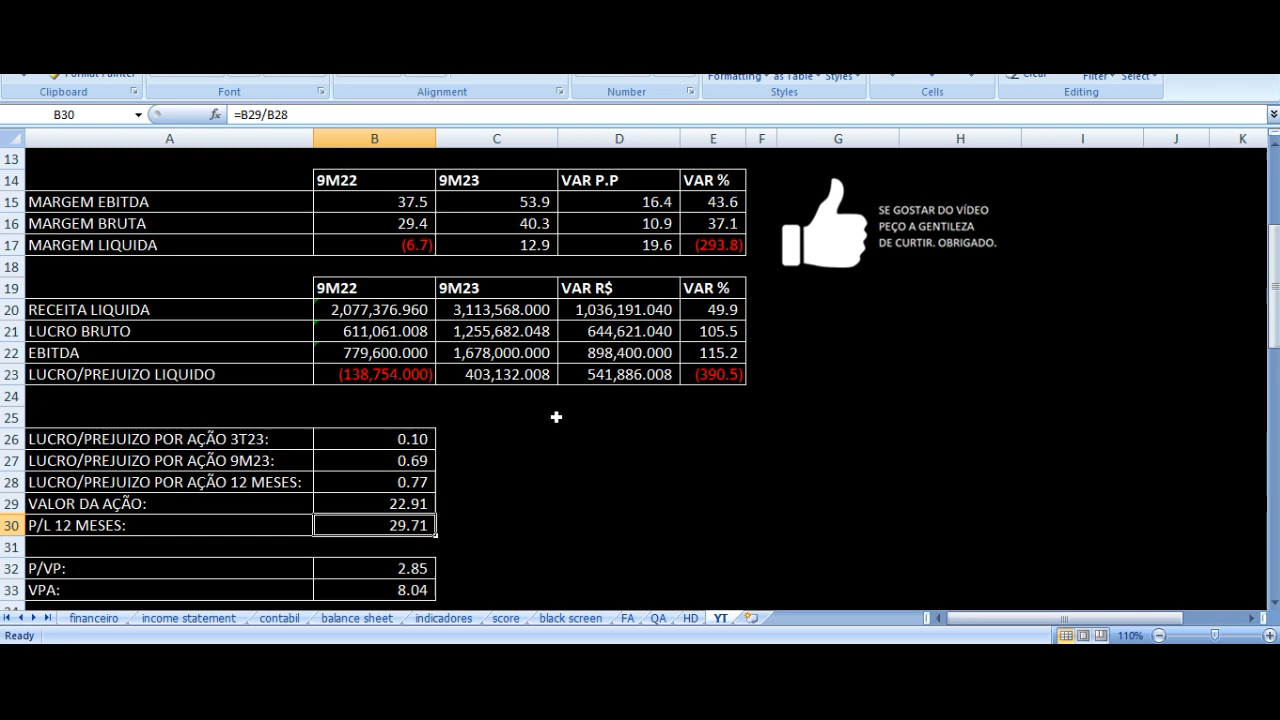 Format Painter
Formatting as Table Styles Clear Filter Select
Clipboard Font Alignment Number Styles Cells Editing
B30 fx =B29/B28
A B C D E F G H I J K
13
14 9M22 9M23 VAR P.P VAR %
15 MARGEM EBITDA 37.5 53.9 16.4 43.6
16 MARGEM BRUTA 29.4 40.3 10.9 37.1
17 MARGEM LIQUIDA (6.7) 12.9 19.6 (293.8)
SE GOSTAR DO VÍDEO
PEÇO A GENTILEZA
DE CURTIR. OBRIGADO.
18
19 9M22 9M23 VAR R$ VAR %
20 RECEITA LIQUIDA 2,077,376.960 3,113,568.000 1,036,191.040 49.9
21 LUCRO BRUTO 611,061.008 1,255,682.048 644,621.040 105.5
22 EBITDA 779,600.000 1,678,000.000 898,400.000 115.2
23 LUCRO/PREJUIZO LIQUIDO (138,754.000) 403,132.008 541,886.008 (390.5)
24
25
26 LUCRO/PREJUIZO POR AÇÃO 3T23: 0.10
27 LUCRO/PREJUIZO POR AÇÃO 9M23: 0.69
28 LUCRO/PREJUIZO POR AÇÃO 12 MESES: 0.77
29 VALOR DA AÇÃO: 22.91
30 P/L 12 MESES: 29.71
31
32 P/VP: 2.85
33 VPA: 8.04
financeiro income statement contabil balance sheet indicadores score black screen FA QA HD YT
Ready 110%